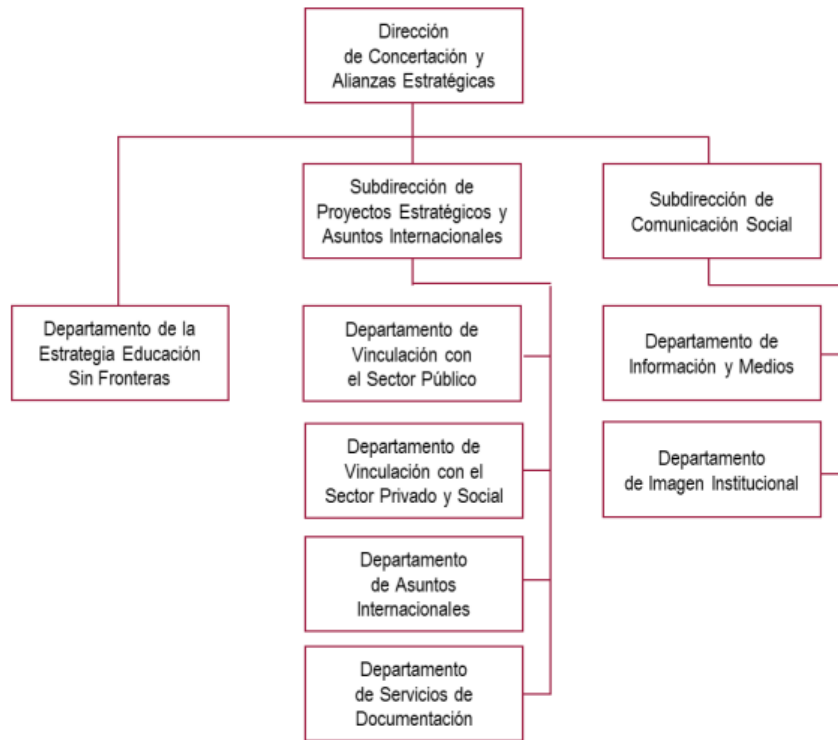 Dirección
de Concertación y
Alianzas Estratégicas
Subdirección de
Proyectos Estratégicos y
Asuntos Internacionales
Subdirección de
Comunicación Social
Departamento de la
Estrategia Educación
Sin Fronteras
Departamento de
Vinculación con
el Sector Público
Departamento de
Información y Medios
Departamento de
Vinculación con el
Sector Privado y Social
Departamento
de Imagen Institucional
Departamento
de Asuntos
Internacionales
Departamento
de Servicios de
Documentación